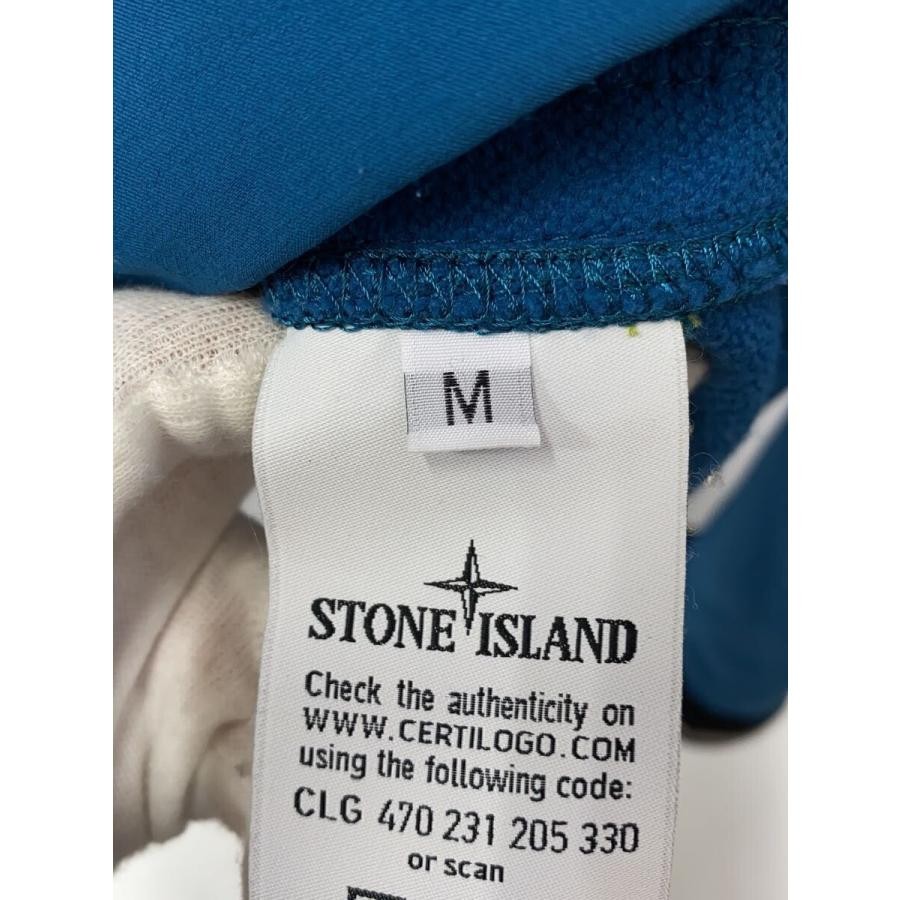 M
STONE ISLAND
Check the authenticity on
WWW.CERTILOGO.COM
using the following code:
CLG 470 231 205 330
or scan